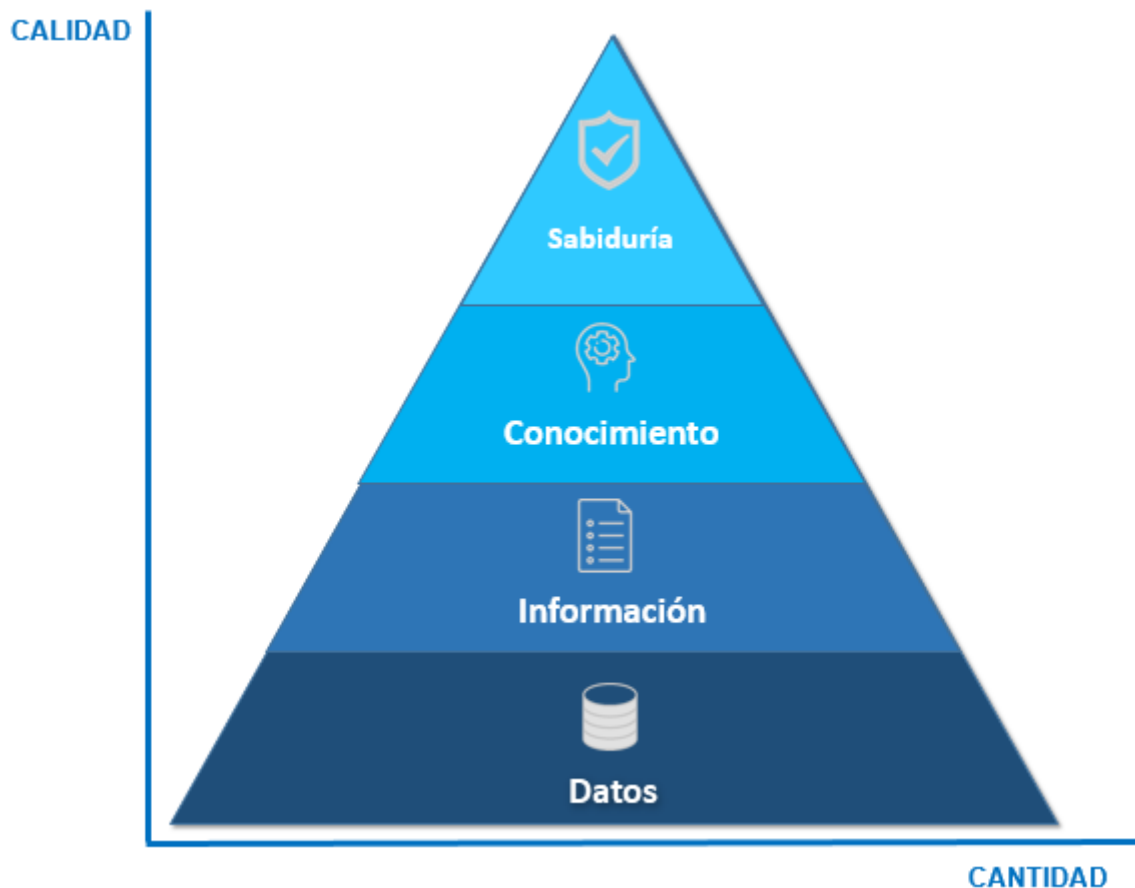 CALIDAD
Sabiduría
Conocimiento
Información
Datos
CANTIDAD